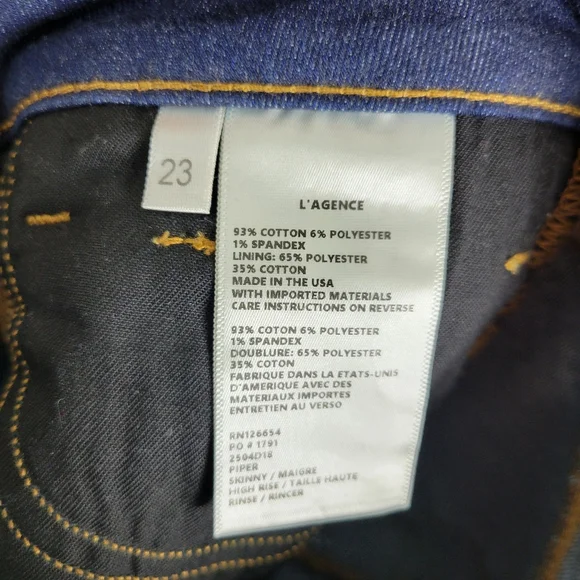 23
L'AGENCE
93% COTTON 6% POLYESTER
1% SPANDEX
LINING: 65% POLYESTER
35% COTTON
MADE IN THE USA
WITH IMPORTED MATERIALS
CARE INSTRUCTIONS ON REVERSE
93% COTON 6% POLYESTER
1% SPANDEX
DOUBLURE: 65% POLYESTER
35% COTON
FABRIQUE DANS LA ETATS-UNIS
D'AMERIQUE AVEC DES
MATERIAUX IMPORTES
ENTRETIEN AU VERSO
RN126654
PO # 1791
2504D18
PIPER
SKINNY / MAIGRE
HIGH RISE / TAILLE HAUTE
RINSE / RINCER